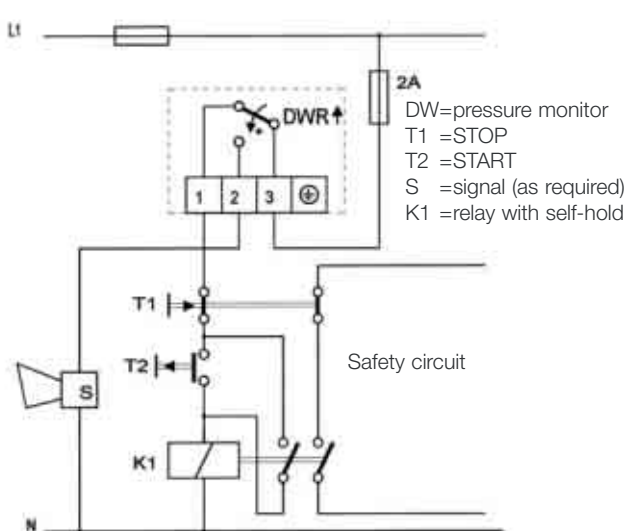 L1
2A
DWR
DW=pressure monitor
T1 =STOP
T2 =START
S =signal (as required)
K1 =relay with self-hold
1 2 3
T1
T2
Safety circuit
S
K1
N